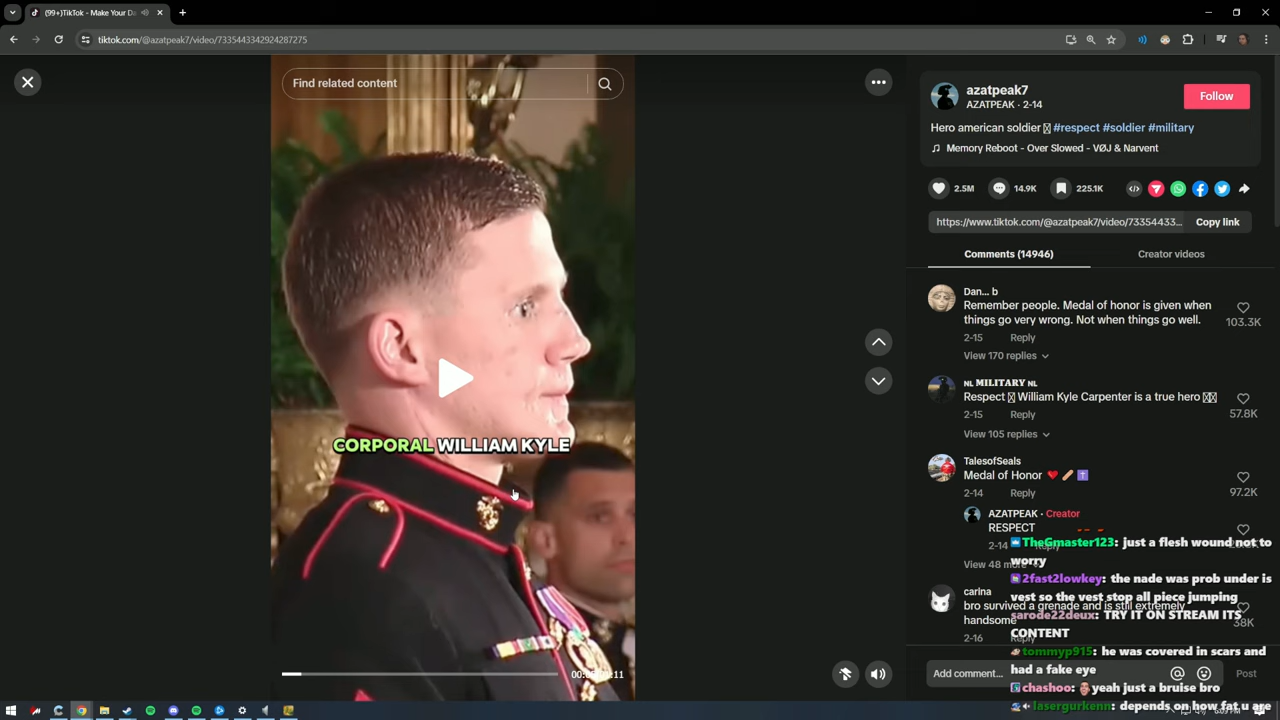 (99+)TikTok - Make Your Da
tiktok.com/@azatpeak7/video/7335443342924287275
Find related content
CORPORAL WILLIAM KYLE
azatpeak7
AZATPEAK · 2-14
Follow
Hero american soldier #respect #soldier #military
Memory Reboot - Over Slowed - VØJ & Narvent
2.5M
14.9K
225.1K
https://www.tiktok.com/@azatpeak7/video/73354433...
Copy link
Comments (14946)
Creator videos
Dan... b
Remember people. Medal of honor is given when
things go very wrong. Not when things go well.
103.3K
2-15 Reply
View 170 replies
NL MILITARY NL
Respect William Kyle Carpenter is a true hero
57.8K
2-15 Reply
View 105 replies
TalesofSeals
Medal of Honor
97.2K
2-14 Reply
AZATPEAK · Creator
RESPECT
2-14 Reply
View 48 more
carina
bro survived a grenade and is still extremely
handsome
38K
2-16 Reply
TheGmaster123: just a flesh wound not to
worry
2fast2lowkey: the nade was prob under is
vest so the vest stop all piece jumping
sarode22deux: TRY IT ON STREAM ITS
CONTENT
tommyp915: he was covered in scars and
had a fake eye
chashoo: yeah just a bruise bro
lasergurkenn: depends on how fat u are
Add comment...
Post